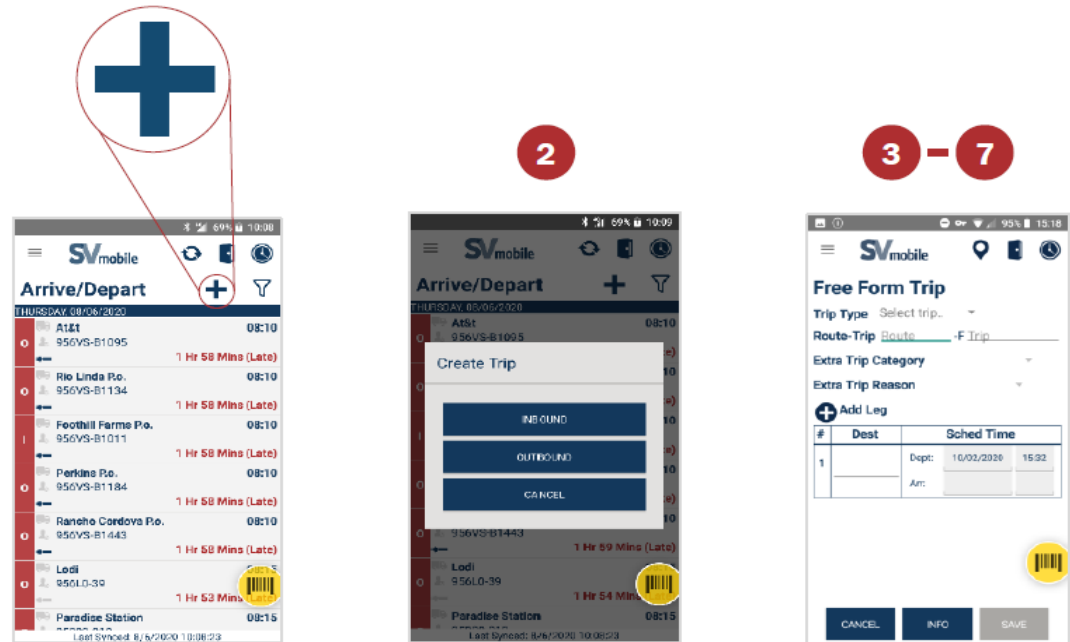 2
3 - 7
69% 10:08
SVmobile
Arrive/Depart
THURSDAY, 08/06/2020
At&t 08:10
O 956VS-B1095
1 Hr 58 Mins (Late)
Rio Linda P.o. 08:10
O 956VS-B1134
1 Hr 58 Mins (Late)
Foothill Farms P.o. 08:10
I 956VS-B1011
1 Hr 58 Mins (Late)
Perkins P.o. 08:10
O 956VS-B1184
1 Hr 58 Mins (Late)
Rancho Cordova P.o. 08:10
O 956VS-B1443
1 Hr 58 Mins (Late)
Lodi
O 956L0-39
1 Hr 53 Mins
Paradise Station 08:15
Last Synced: 8/6/2020 10:08:23
69% 10:09
SVmobile
Arrive/Depart
THURSDAY, 08/06/2020
At&t 08:10
O 956VS-B1095
Create Trip
INBOUND
OUTBOUND
CANCEL
O 956VS-B1443
1 Hr 59 Mins (Late)
Lodi
O 956L0-39
1 Hr 54 Mins
Paradise Station 08:15
Last Synced: 8/6/2020 10:08:23
95% 15:18
SVmobile
Free Form Trip
Trip Type Select trip..
Route-Trip Route -F Trip
Extra Trip Category
Extra Trip Reason
Add Leg
# Dest Sched Time
1 Dept: 10/02/2020 15:32
Arr:
CANCEL INFO SAVE